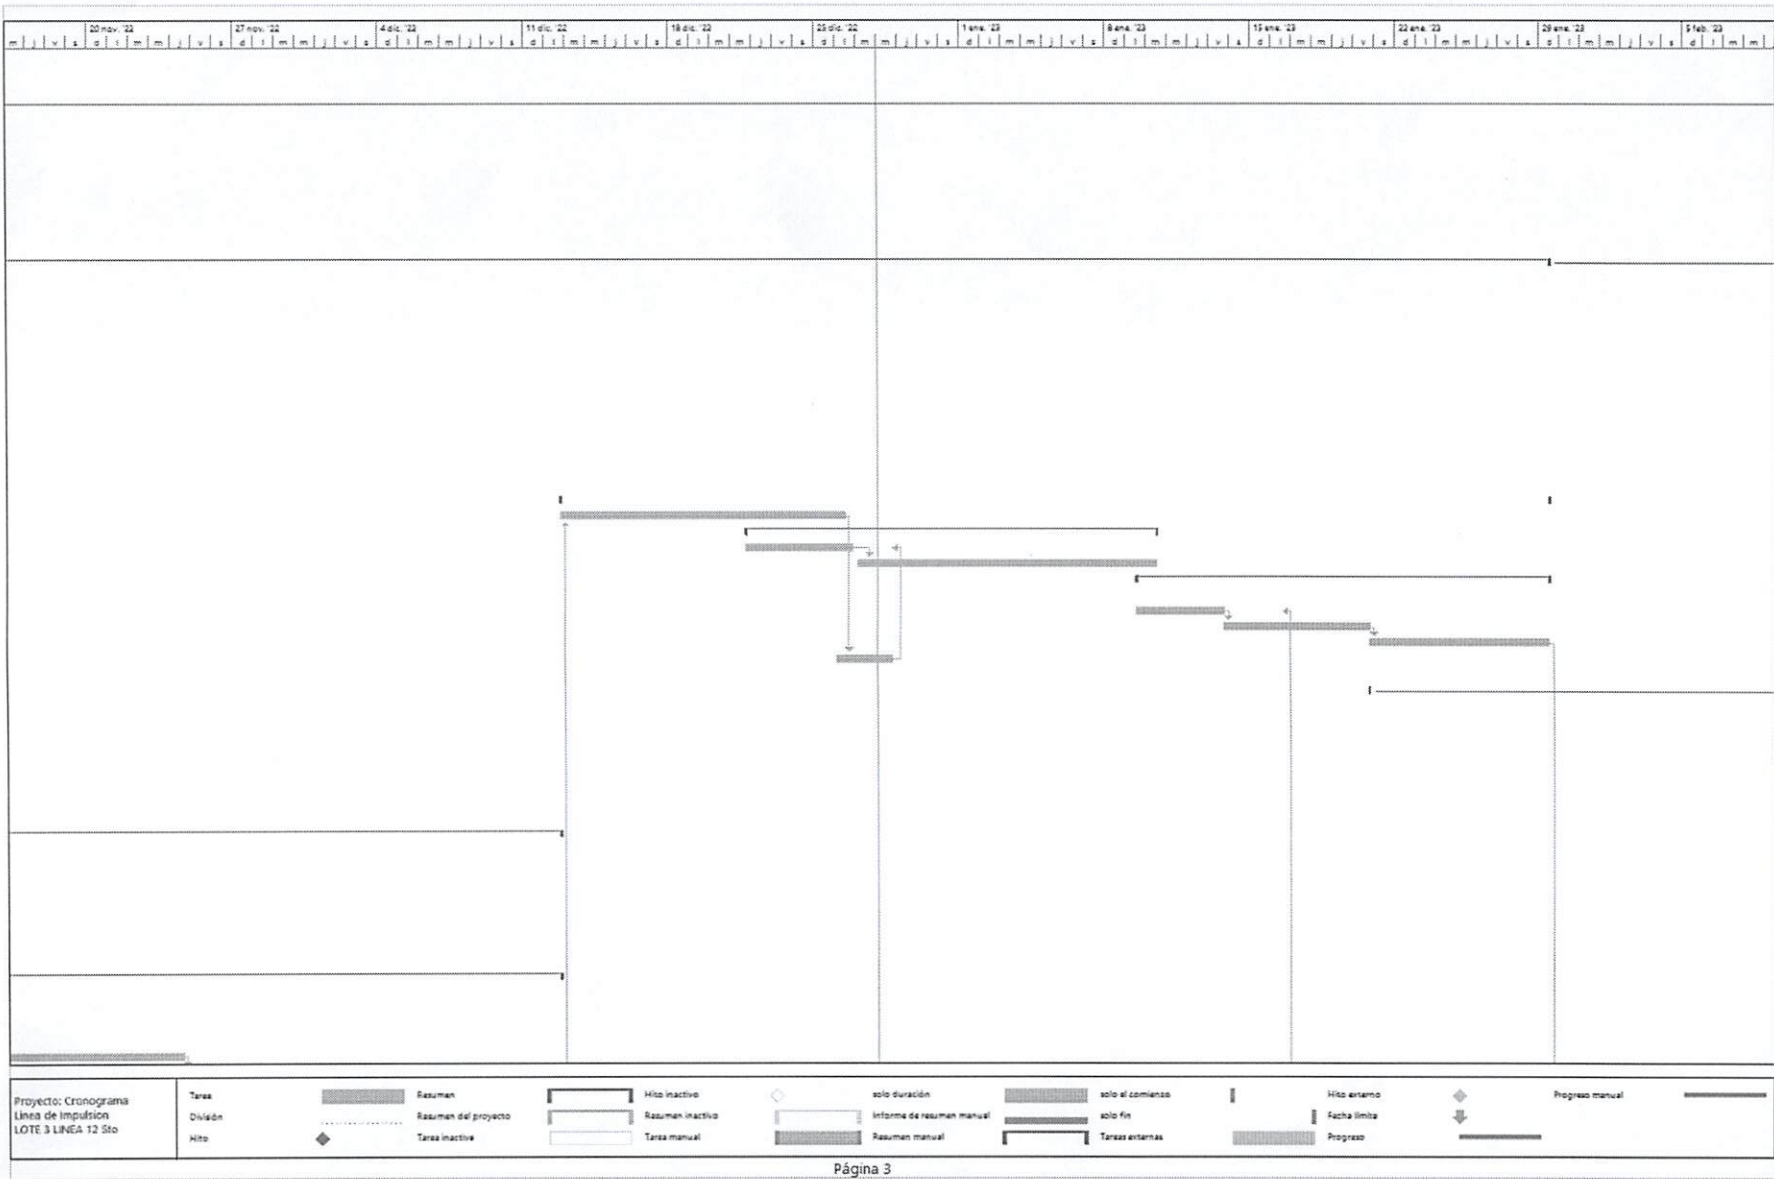 20 nov. '22 27 nov. '22 4 dic. '22 11 dic. '22 18 dic. '22 25 dic. '22 1 ene. '23 8 ene. '23 15 ene. '23 22 ene. '23 29 ene. '23 5 feb. '23
m j v s d l m m j v s d l m m j v s d l m m j v s d l m m j v s d l m m j v s d l m m j v s d l m m j v s d l m m j v s d l m m j v s d l m m j v s d l m m j v s d l m m
Proyecto: Cronograma
Linea de Impulsion
LOTE 3 LINEA 12 Sto
Tarea Resumen Hito inactivo solo duración solo el comienzo Hito externo Progreso manual
División Resumen del proyecto Resumen inactivo Informe de resumen manual solo fin Fecha límite
Hito Tarea inactiva Tarea manual Resumen manual Tareas externas Progreso
Página 3